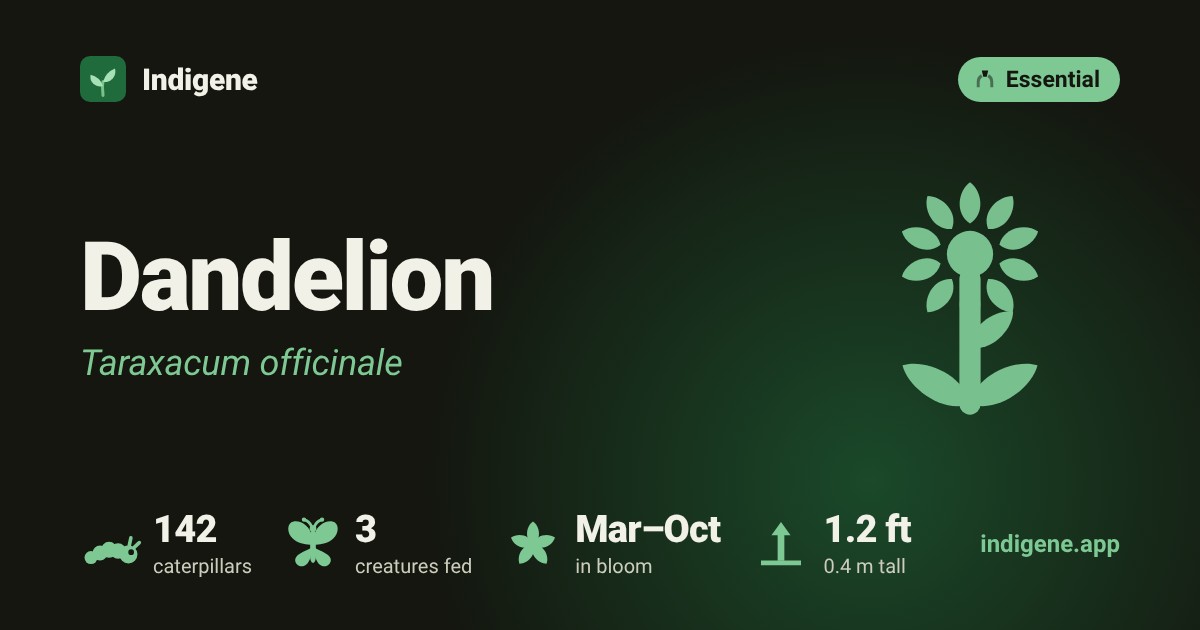 Indigene
Essential
Dandelion
Taraxacum officinale
142
caterpillars
3
creatures fed
Mar–Oct
in bloom
1.2 ft
0.4 m tall
indigene.app